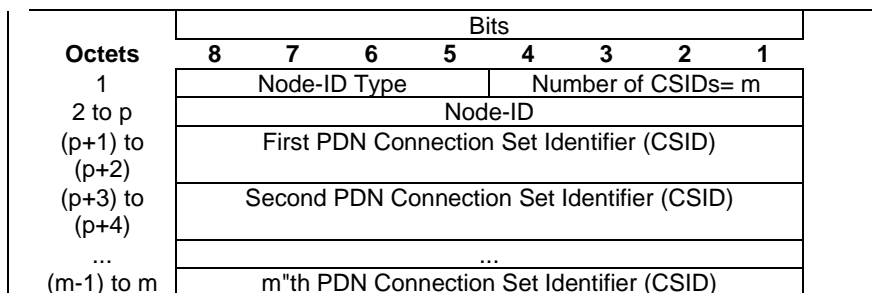 Bits
Octets 8 7 6 5 4 3 2 1
1 Node-ID Type Number of CSIDs= m
2 to p Node-ID
(p+1) to First PDN Connection Set Identifier (CSID)
(p+2)
(p+3) to Second PDN Connection Set Identifier (CSID)
(p+4)
... ...
(m-1) to m m"th PDN Connection Set Identifier (CSID)